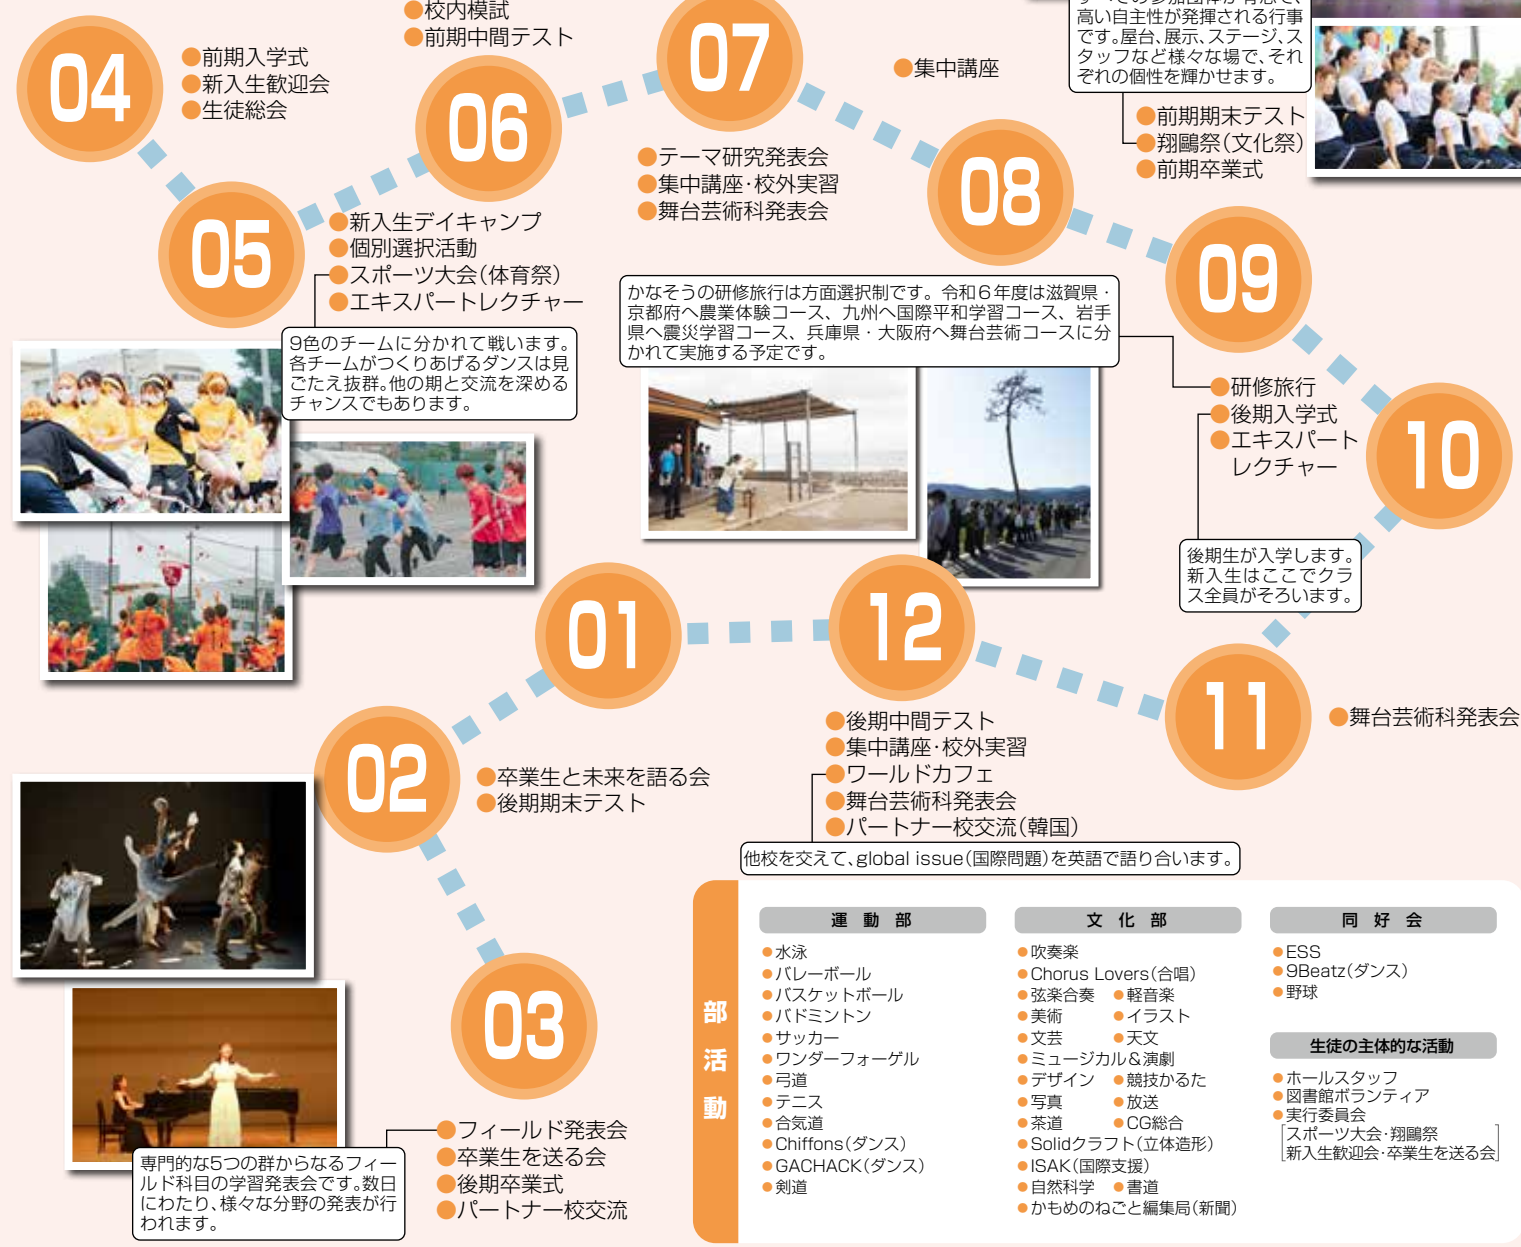 04
●前期入学式
●新入生歓迎会
●生徒総会
05
●新入生デイキャンプ
●個別選択活動
●スポーツ大会(体育祭)
●エキスパートレクチャー
9色のチームに分かれて戦います。
各チームがつくりあげるダンスは見
ごたえ抜群。他の期と交流を深める
チャンスでもあります。
●校内模試
●前期中間テスト
06
07
●テーマ研究発表会
●集中講座･校外実習
●舞台芸術科発表会
●集中講座
08
高い自主性が発揮される行事
です。屋台、展示、ステージ、ス
タッフなど様々な場で、それ
ぞれの個性を輝かせます。
●前期期末テスト
●翔鷗祭(文化祭)
●前期卒業式
09
かなそうの研修旅行は方面選択制です。令和6年度は滋賀県・
京都府へ農業体験コース、九州へ国際平和学習コース、岩手
県へ震災学習コース、兵庫県・大阪府へ舞台芸術コースに分
かれて実施する予定です。
●研修旅行
●後期入学式
●エキスパート
レクチャー
10
後期生が入学します。
新入生はここでクラ
ス全員がそろいます。
11
●舞台芸術科発表会
12
●後期中間テスト
●集中講座･校外実習
●ワールドカフェ
●舞台芸術科発表会
●パートナー校交流(韓国)
他校を交えて、global issue(国際問題)を英語で語り合います。
01
02
●卒業生と未来を語る会
●後期期末テスト
03
●フィールド発表会
●卒業生を送る会
●後期卒業式
●パートナー校交流
専門的な5つの群からなるフィー
ルド科目の学習発表会です。数日
にわたり、様々な分野の発表が行
われます。
部活動
運動部
●水泳
●バレーボール
●バスケットボール
●バドミントン
●サッカー
●ワンダーフォーゲル
●弓道
●テニス
●合気道
●Chiffons(ダンス)
●GACHACK(ダンス)
●剣道
文化部
●吹奏楽
●Chorus Lovers(合唱)
●弦楽合奏 ●軽音楽
●美術 ●イラスト
●文芸 ●天文
●ミュージカル&演劇
●デザイン ●競技かるた
●写真 ●放送
●茶道 ●CG総合
●Solidクラフト(立体造形)
●ISAK(国際支援)
●自然科学 ●書道
●かもめのねごと編集局(新聞)
同好会
●ESS
●9Beatz(ダンス)
●野球
生徒の主体的な活動
●ホールスタッフ
●図書館ボランティア
●実行委員会
[スポーツ大会･翔鷗祭
新入生歓迎会･卒業生を送る会]